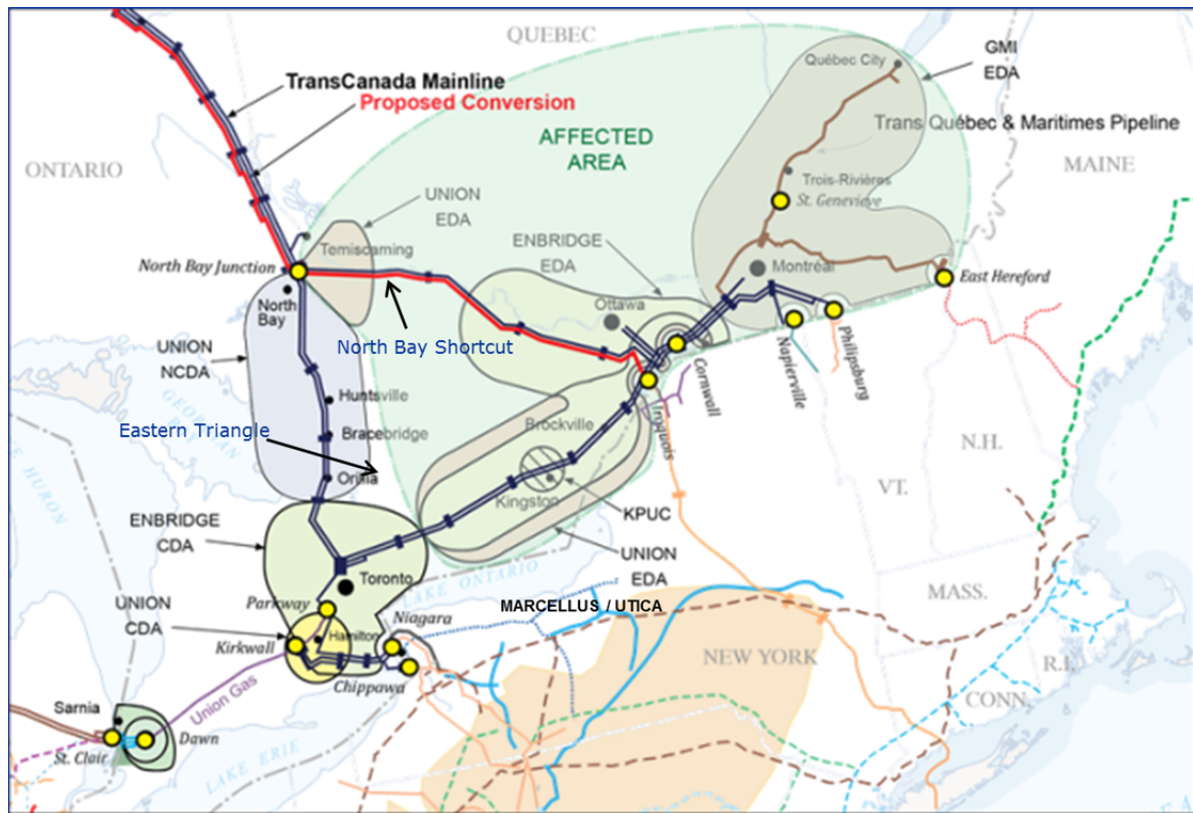 QUEBEC
GMI
EDA
Québec City
TransCanada Mainline
Proposed Conversion
AFFECTED
AREA
Trans Québec & Maritimes Pipeline
ONTARIO
MAINE
UNION
EDA
Trois-Rivières
St. Geneviève
Temiscaming
ENBRIDGE
EDA
North Bay Junction
Montréal
East Hereford
North
Bay
Ottawa
UNION
NCDA
North Bay Shortcut
Cornwall
Napierville
Philipsburg
Huntsville
GEORGIAN
Eastern Triangle
Bracebridge
Brockville
Iroquois
N.H.
LAKE HURON
Orillia
Kingston
VT.
KPUC
ENBRIDGE
CDA
UNION
EDA
Toronto
LAKE ONTARIO
MASS.
UNION
CDA
Parkway
Niagara
MARCELLUS / UTICA
Kirkwall
Hamilton
NEW YORK
R.I.
Chippawa
CONN.
Union Gas
Sarnia
Dawn
St. Clair
LAKE ERIE